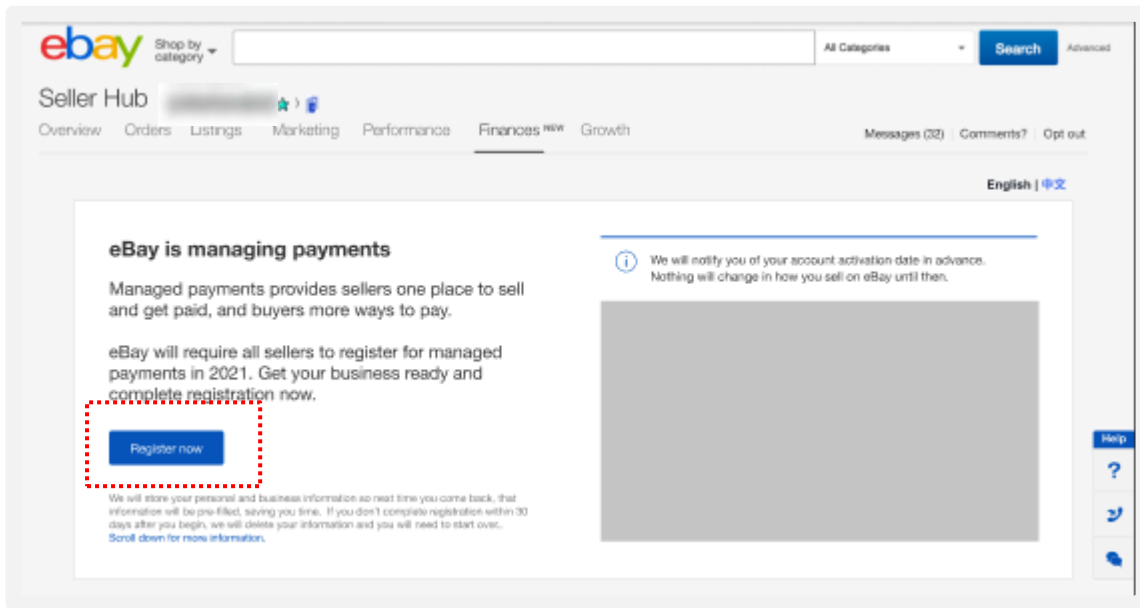 ebay
Shop by
category
All Categories
Search
Advanced
Seller Hub
Overview Orders Listings Marketing Performance Finances NEW Growth
Messages (32) Comments? Opt out
English | 中文
eBay is managing payments
Managed payments provides sellers one place to sell
and get paid, and buyers more ways to pay.
eBay will require all sellers to register for managed
payments in 2021. Get your business ready and
complete registration now.
Register now
We will store your personal and business information so next time you come back, that
information will be pre-filled, saving you time. If you don't complete registration within 30
days after you begin, we will delete your information and you will need to start over..
Scroll down for more information.
We will notify you of your account activation date in advance.
Nothing will change in how you sell on eBay until then.
Help